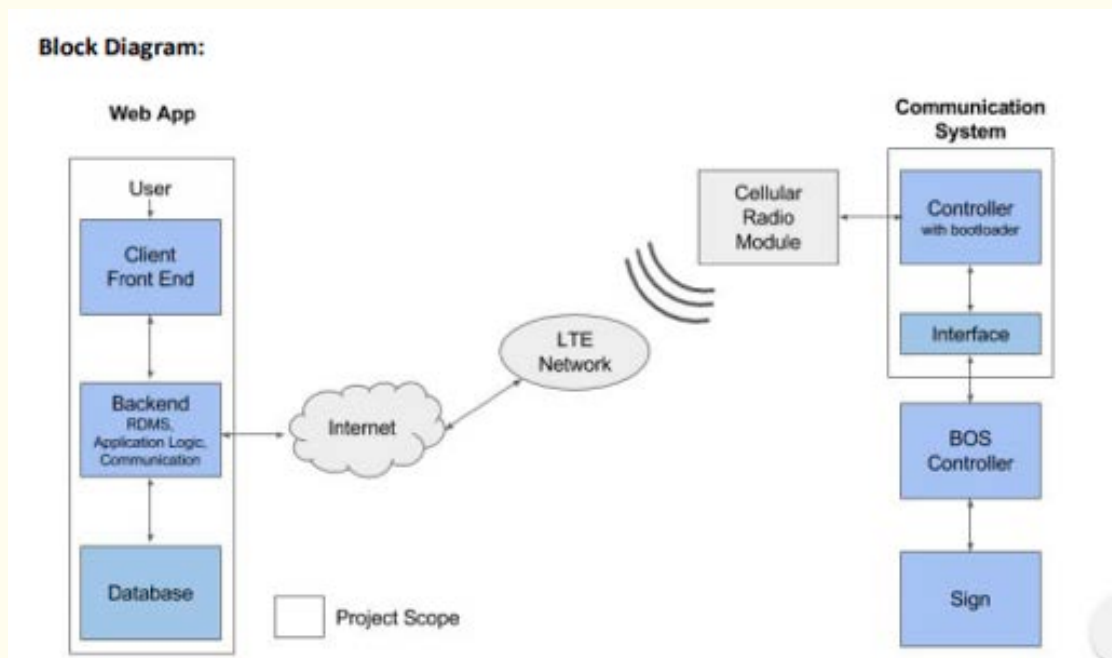 Block Diagram:
Web App
User
Client
Front End
Backend
RDMS,
Application Logic,
Communication
Database
Internet
LTE
Network
Cellular
Radio
Module
Communication
System
Controller
with bootloader
Interface
BOS
Controller
Sign
Project Scope